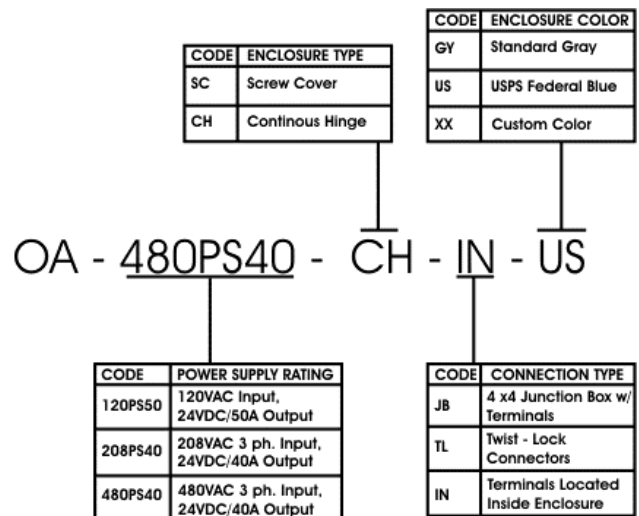 CODE ENCLOSURE COLOR
GY Standard Gray
US USPS Federal Blue
XX Custom Color
CODE ENCLOSURE TYPE
SC Screw Cover
CH Continous Hinge
OA - 480PS40 - CH - IN - US
CODE POWER SUPPLY RATING
120PS50 120VAC Input,
24VDC/50A Output
208PS40 208VAC 3 ph. Input,
24VDC/40A Output
480PS40 480VAC 3 ph. Input,
24VDC/40A Output
CODE CONNECTION TYPE
JB 4 x4 Junction Box w/
Terminals
TL Twist - Lock
Connectors
IN Terminals Located
Inside Enclosure